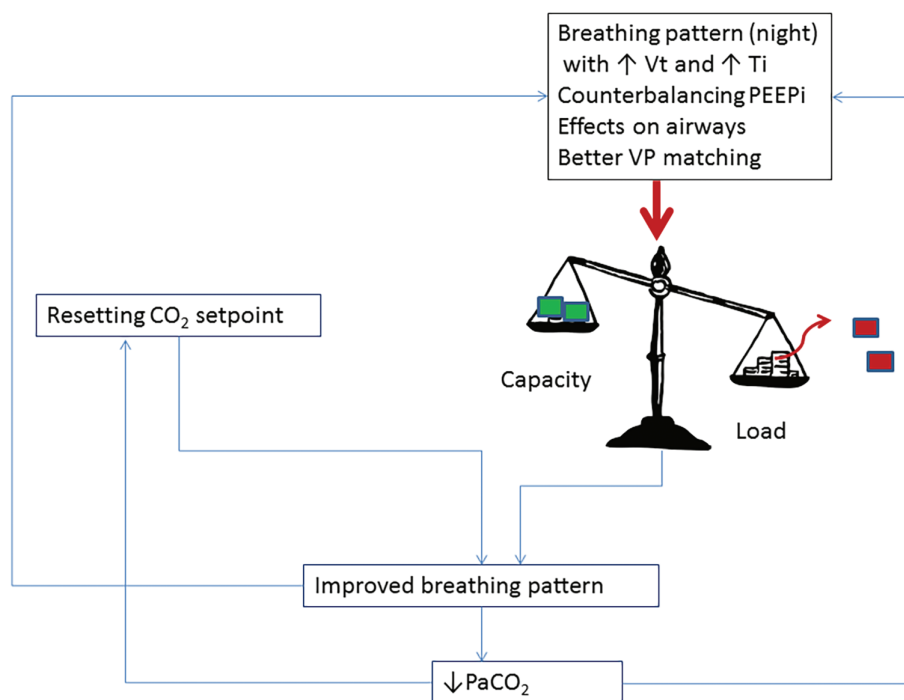 Breathing pattern (night)
with ↑ Vt and ↑ Ti
Counterbalancing PEEPi
Effects on airways
Better VP matching
Resetting CO₂ setpoint
Capacity
Load
Improved breathing pattern
↓PaCO₂